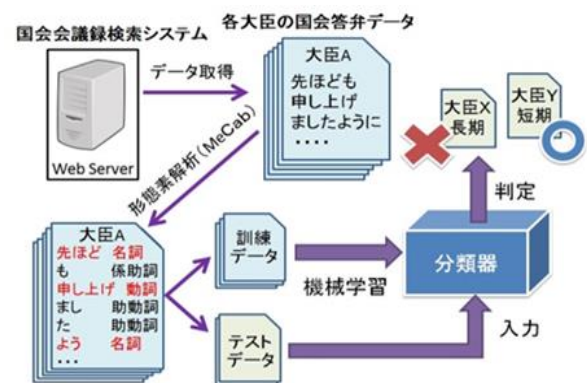 国会会議録検索システム
Web Server
データ取得
各大臣の国会答弁データ
大臣A
先ほども
申し上げ
ましたように
・・・・
形態素解析(MeCab)
大臣A
先ほど 名詞
も 係助詞
申し上げ 動詞
まし 助動詞
た 助動詞
よう 名詞
・・・
訓練
データ
テスト
データ
機械学習
入力
分類器
判定
大臣X
長期
大臣Y
短期